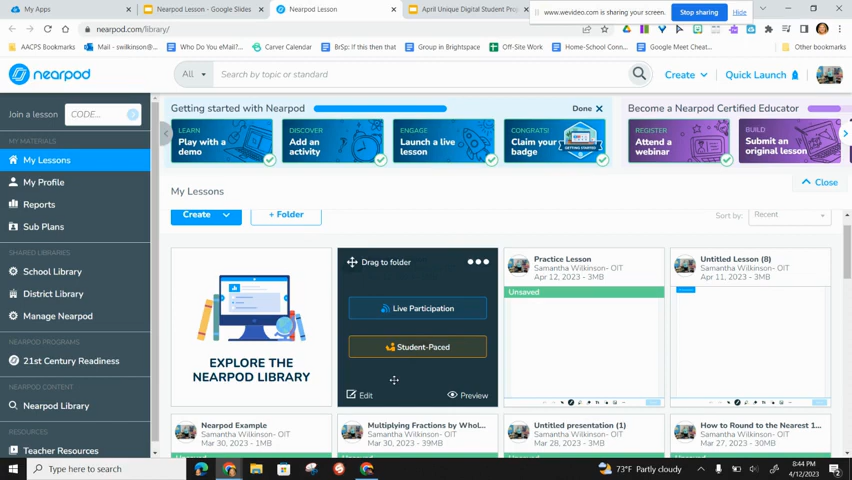 My Apps
Nearpod Lesson - Google Slides
Nearpod Lesson
April Unique Digital Student Pro
www.wevideo.com is sharing your screen.
Stop sharing
Hide
nearpod.com/library/
AACPS Bookmarks
Mail - swilkinson@...
Who Do You eMail?...
Carver Calendar
BrSp: If this then that
Group in Brightspace
Off-Site Work
Home-School Conn...
Google Meet Cheat...
Other bookmarks
nearpod
All
Search by topic or standard
Create
Quick Launch
Join a lesson
CODE...
Getting started with Nearpod
Done
Become a Nearpod Certified Educator
LEARN
Play with a
demo
DISCOVER
Add an
activity
ENGAGE
Launch a live
lesson
CONGRATS!
Claim your
badge
GETTING STARTED
REGISTER
Attend a
webinar
BUILD
Submit an
original lesson
MY MATERIALS
My Lessons
My Profile
Reports
Sub Plans
SHARED LIBRARIES
School Library
District Library
Manage Nearpod
NEARPOD PROGRAMS
21st Century Readiness
NEARPOD CONTENT
Nearpod Library
RESOURCES
Teacher Resources
Close
My Lessons
Create
+ Folder
Sort by:
Recent
EXPLORE THE
NEARPOD LIBRARY
Drag to folder
Live Participation
Student-Paced
Edit
Preview
Practice Lesson
Samantha Wilkinson- OIT
Apr 12, 2023 - 3MB
Unsaved
Untitled Lesson (8)
Samantha Wilkinson- OIT
Apr 11, 2023 - 3MB
Nearpod Example
Samantha Wilkinson- OIT
Mar 30, 2023 - 1MB
Multiplying Fractions by Whol...
Samantha Wilkinson- OIT
Mar 30, 2023 - 39MB
Untitled presentation (1)
Samantha Wilkinson- OIT
Mar 28, 2023 - 3MB
How to Round to the Nearest 1...
Samantha Wilkinson- OIT
Mar 27, 2023 - 30MB
Type here to search
73°F Partly cloudy
8:44 PM
4/12/2023